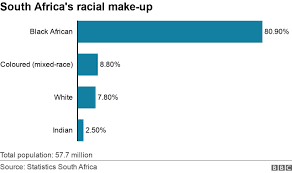 South Africa's racial make-up
Black African 80.90%
Coloured (mixed-race) 8.80%
White 7.80%
Indian 2.50%
Total population: 57.7 million
Source: Statistics South Africa BBC